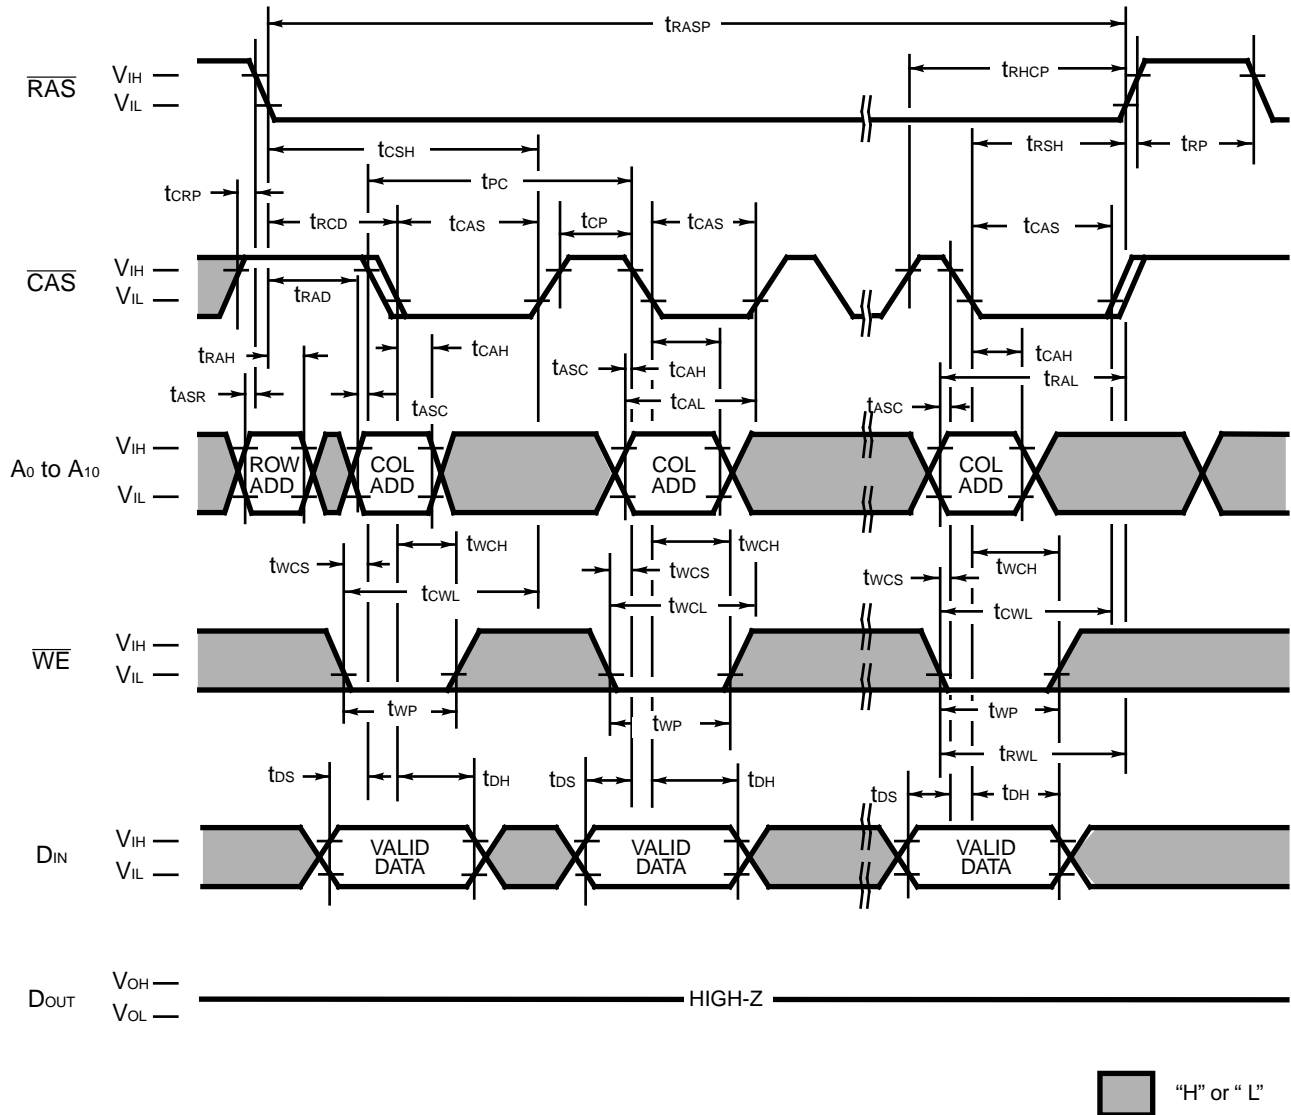 tRASP
RAS
VIH
VIL
tRHCP
tCSH
tRSH
tRP
tCRP
tPC
tRCD
tCAS
tCP
tCAS
tCAS
CAS
VIH
VIL
tRAD
tRAH
tCAH
tASC
tCAH
tCAH
tRAL
tASR
tASC
tCAL
tASC
A0 to A10
VIH
VIL
ROW
ADD
COL
ADD
COL
ADD
COL
ADD
tWCH
tWCH
tWCH
tWCS
tWCS
tWCS
tCWL
tWCL
tCWL
WE
VIH
VIL
tWP
tWP
tWP
tRWL
tDS
tDH
tDS
tDH
tDS
tDH
DIN
VIH
VIL
VALID
DATA
VALID
DATA
VALID
DATA
DOUT
VOH
VOL
HIGH-Z
“H” or “ L”